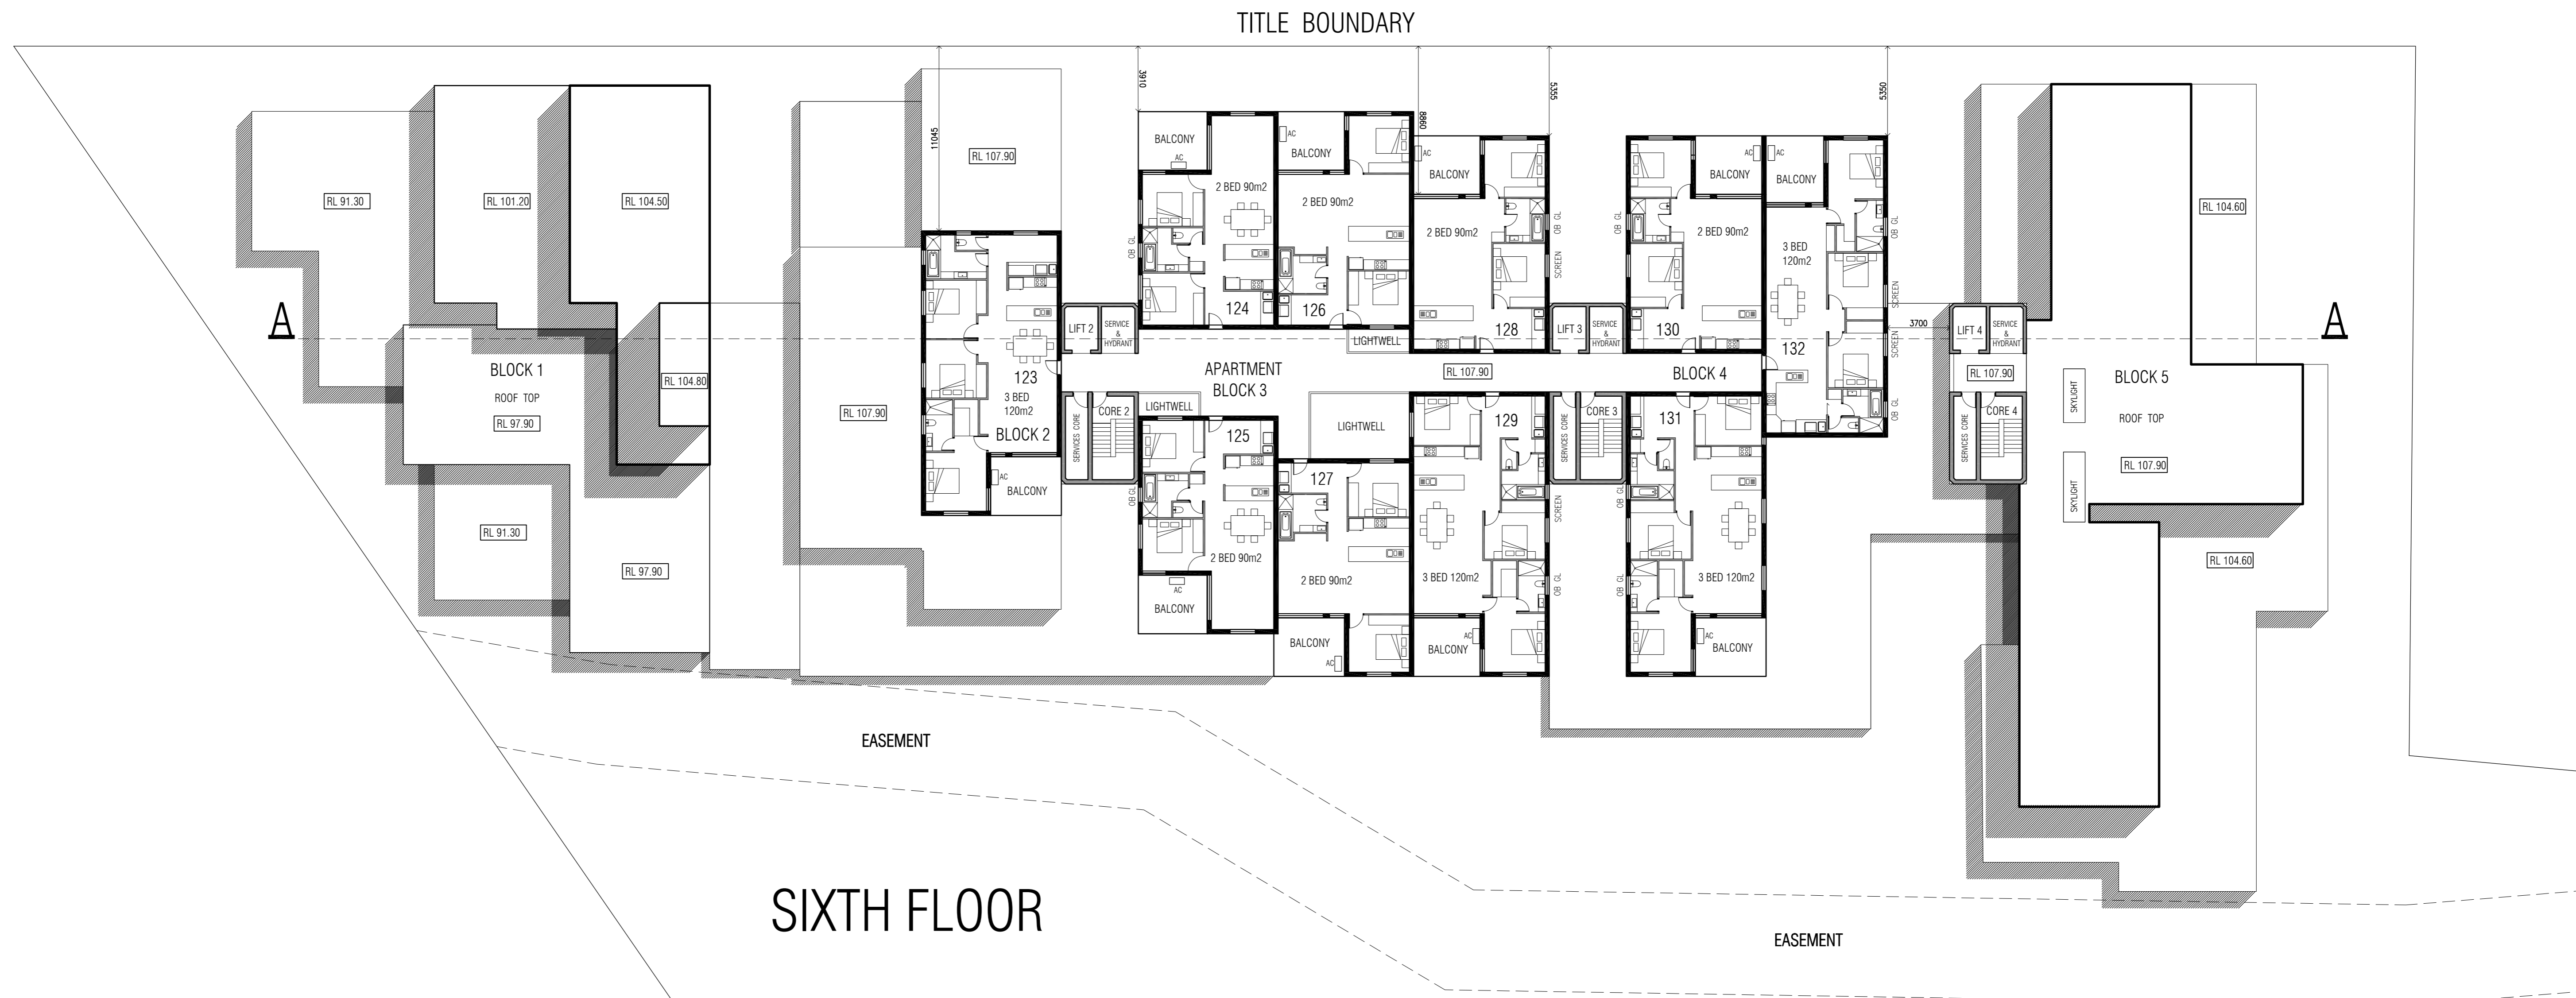 TITLE BOUNDARY
3910
8860
5355
5350
11045
RL 107.90
RL 91.30
RL 101.20
RL 104.50
RL 104.60
BALCONY
AC
2 BED 90m2
124
OB GL
AC
BALCONY
2 BED 90m2
126
AC
BALCONY
2 BED 90m2
128
OB GL
SCREEN
AC
BALCONY
2 BED 90m2
130
OB GL
AC
BALCONY
3 BED
120m2
132
OB GL
SCREEN
SCREEN
OB GL
A
A
LIFT 2
SERVICE
&
HYDRANT
LIGHTWELL
LIFT 3
SERVICE
&
HYDRANT
3700
LIFT 4
SERVICE
&
HYDRANT
BLOCK 1
ROOF TOP
RL 97.90
RL 104.80
RL 107.90
123
3 BED
120m2
BLOCK 2
AC
BALCONY
APARTMENT
BLOCK 3
RL 107.90
BLOCK 4
RL 107.90
BLOCK 5
ROOF TOP
RL 107.90
SKYLIGHT
SKYLIGHT
SERVICES CORE
CORE 2
LIGHTWELL
LIGHTWELL
SERVICES CORE
CORE 3
SERVICES CORE
CORE 4
125
OB GL
2 BED 90m2
AC
BALCONY
127
2 BED 90m2
BALCONY
AC
129
3 BED 120m2
SCREEN
OB GL
AC
BALCONY
131
OB GL
OB GL
3 BED 120m2
AC
BALCONY
RL 91.30
RL 97.90
RL 104.60
EASEMENT
SIXTH FLOOR
EASEMENT